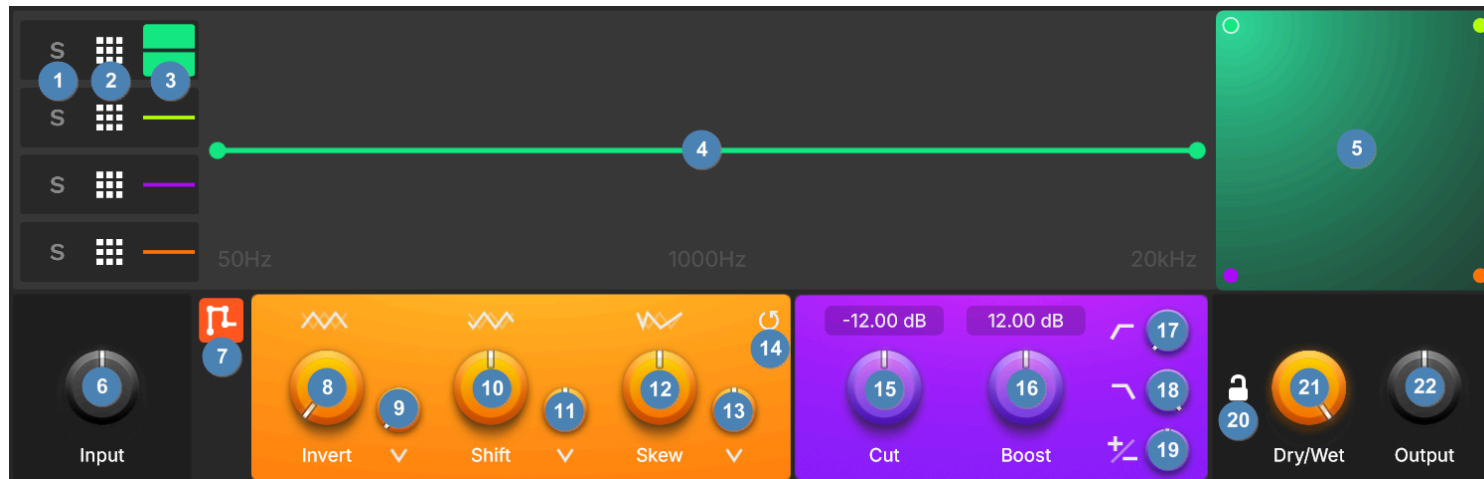 S
1
2
3
S
S
S
4
5
50Hz
1000Hz
20kHz
6
Input
7
8
9
Invert
10
11
Shift
12
13
Skew
14
-12.00 dB
12.00 dB
15
16
Cut
Boost
17
18
+/-
19
20
21
22
Dry/Wet
Output